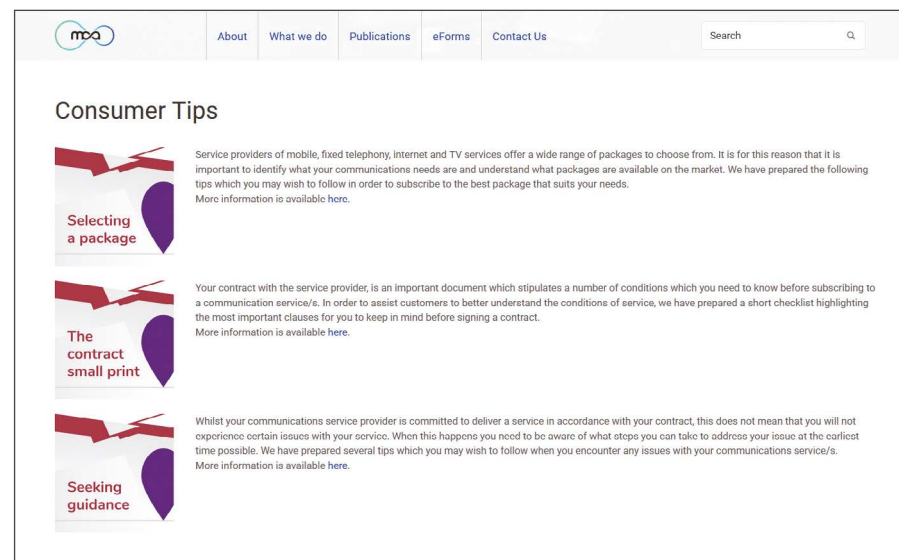 mca
About
What we do
Publications
eForms
Contact Us
Search
Consumer Tips
Selecting
a package
Service providers of mobile, fixed telephony, internet and TV services offer a wide range of packages to choose from. It is for this reason that it is
important to identify what your communications needs are and understand what packages are available on the market. We have prepared the following
tips which you may wish to follow in order to subscribe to the best package that suits your needs.
More information is available here.
The
contract
small print
Your contract with the service provider, is an important document which stipulates a number of conditions which you need to know before subscribing to
a communication service/s. In order to assist customers to better understand the conditions of service, we have prepared a short checklist highlighting
the most important clauses for you to keep in mind before signing a contract.
More information is available here.
Seeking
guidance
Whilst your communications service provider is committed to deliver a service in accordance with your contract, this does not mean that you will not
experience certain issues with your service. When this happens you need to be aware of what steps you can take to address your issue at the earliest
time possible. We have prepared several tips which you may wish to follow when you encounter any issues with your communications service/s.
More information is available here.